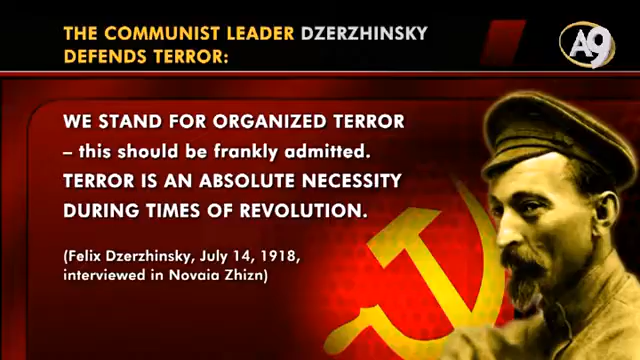 THE COMMUNIST LEADER DZERZHINSKY
DEFENDS TERROR:
A9
WE STAND FOR ORGANIZED TERROR
– this should be frankly admitted.
TERROR IS AN ABSOLUTE NECESSITY
DURING TIMES OF REVOLUTION.
(Felix Dzerzhinsky, July 14, 1918,
interviewed in Novaia Zhizn)